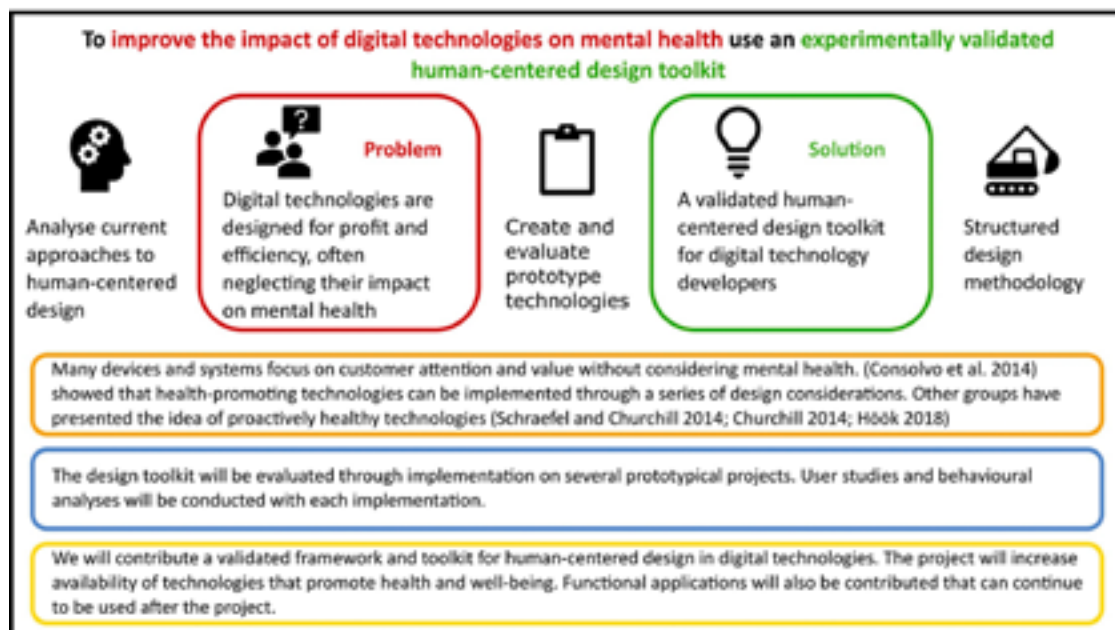 To improve the impact of digital technologies on mental health use an experimentally validated
human-centered design toolkit
Analyse current
approaches to
human-centered
design
Problem
Digital technologies are
designed for profit and
efficiency, often
neglecting their impact
on mental health
Create and
evaluate
prototype
technologies
Solution
A validated human-
centered design toolkit
for digital technology
developers
Structured
design
methodology
Many devices and systems focus on customer attention and value without considering mental health. (Consolvo et al. 2014)
showed that health-promoting technologies can be implemented through a series of design considerations. Other groups have
presented the idea of proactively healthy technologies (Schraefel and Churchill 2014; Churchill 2014; Höök 2018)
The design toolkit will be evaluated through implementation on several prototypical projects. User studies and behavioural
analyses will be conducted with each implementation.
We will contribute a validated framework and toolkit for human-centered design in digital technologies. The project will increase
availability of technologies that promote health and well-being. Functional applications will also be contributed that can continue
to be used after the project.